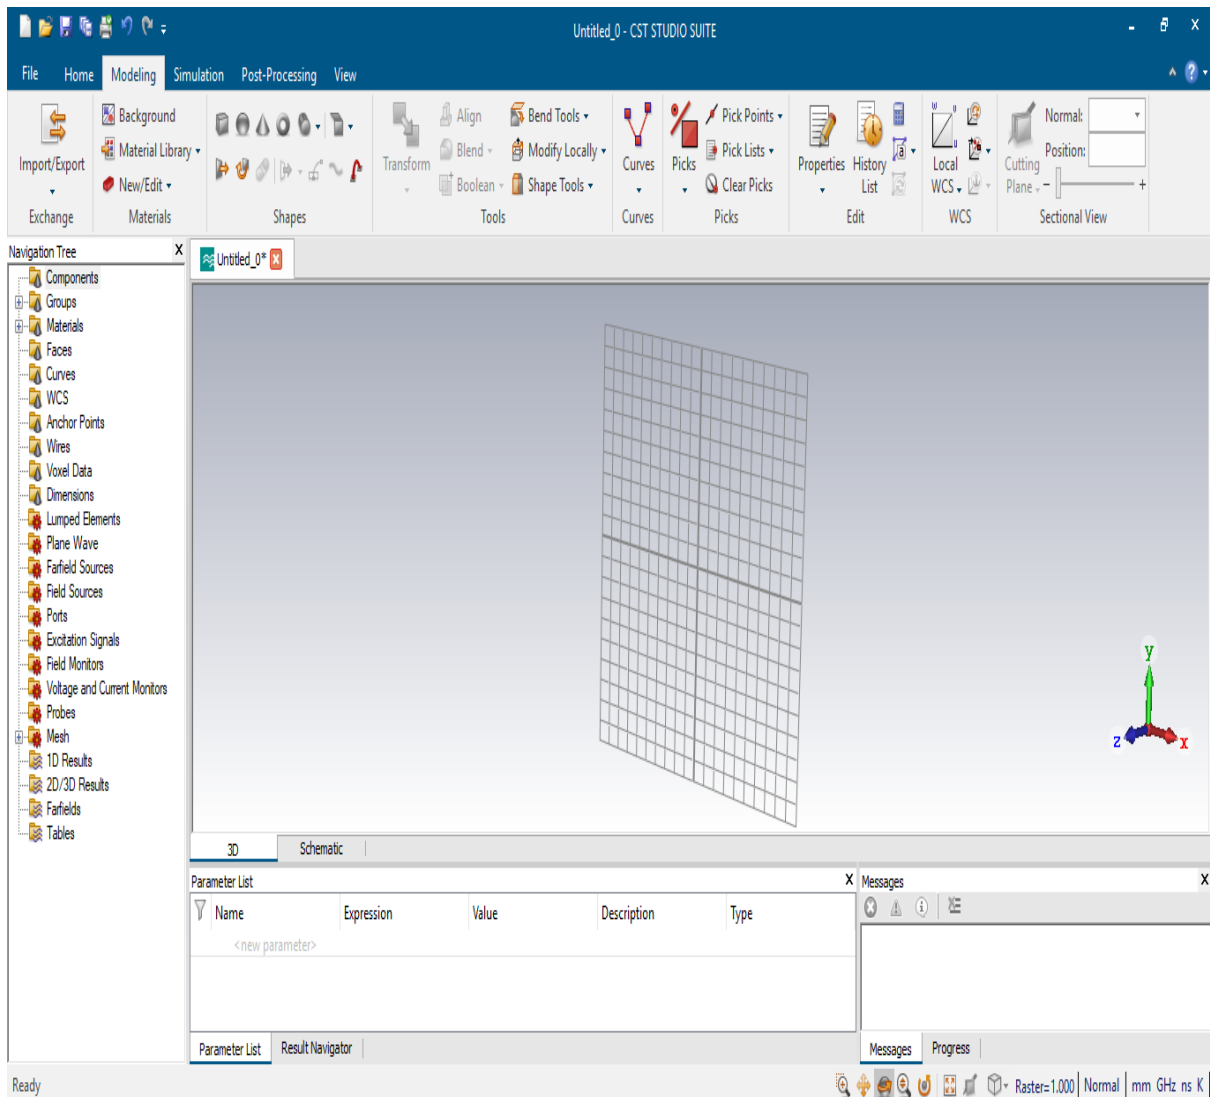 Untitled_0 - CST STUDIO SUITE
File Home Modeling Simulation Post-Processing View
Import/Export
Exchange
Background
Material Library
New/Edit
Materials
Shapes
Transform
Align
Blend
Boolean
Bend Tools
Modify Locally
Shape Tools
Tools
Curves
Curves
Picks
Pick Points
Pick Lists
Clear Picks
Picks
Properties
History
List
Edit
w v
u
Local
WCS
WCS
Cutting
Plane
Normal:
Position:
Sectional View
Navigation Tree
Components
Groups
Materials
Faces
Curves
WCS
Anchor Points
Wires
Voxel Data
Dimensions
Lumped Elements
Plane Wave
Farfield Sources
Field Sources
Ports
Excitation Signals
Field Monitors
Voltage and Current Monitors
Probes
Mesh
1D Results
2D/3D Results
Farfields
Tables
Untitled_0*
y
z
x
3D Schematic
Parameter List
Name Expression Value Description Type
<new parameter>
Parameter List Result Navigator
Messages
Messages Progress
Ready
Raster=1.000 Normal mm GHz ns K